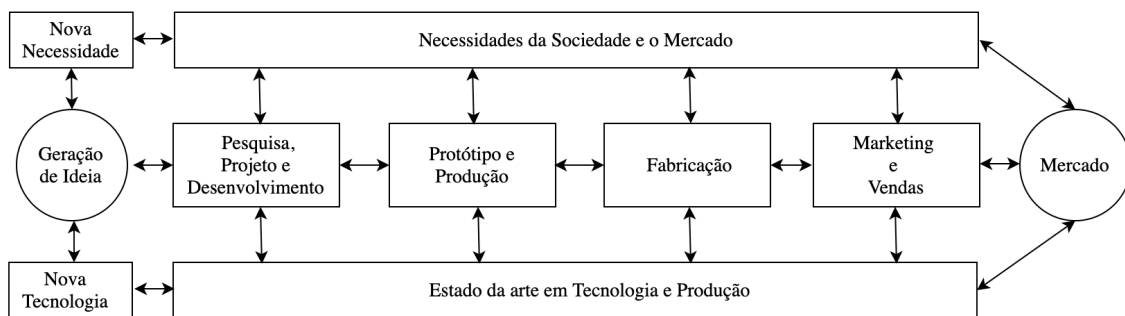 Nova
Necessidade
Necessidades da Sociedade e o Mercado
Geração
de Ideia
Pesquisa,
Projeto e
Desenvolvimento
Protótipo e
Produção
Fabricação
Marketing
e
Vendas
Mercado
Nova
Tecnologia
Estado da arte em Tecnologia e Produção